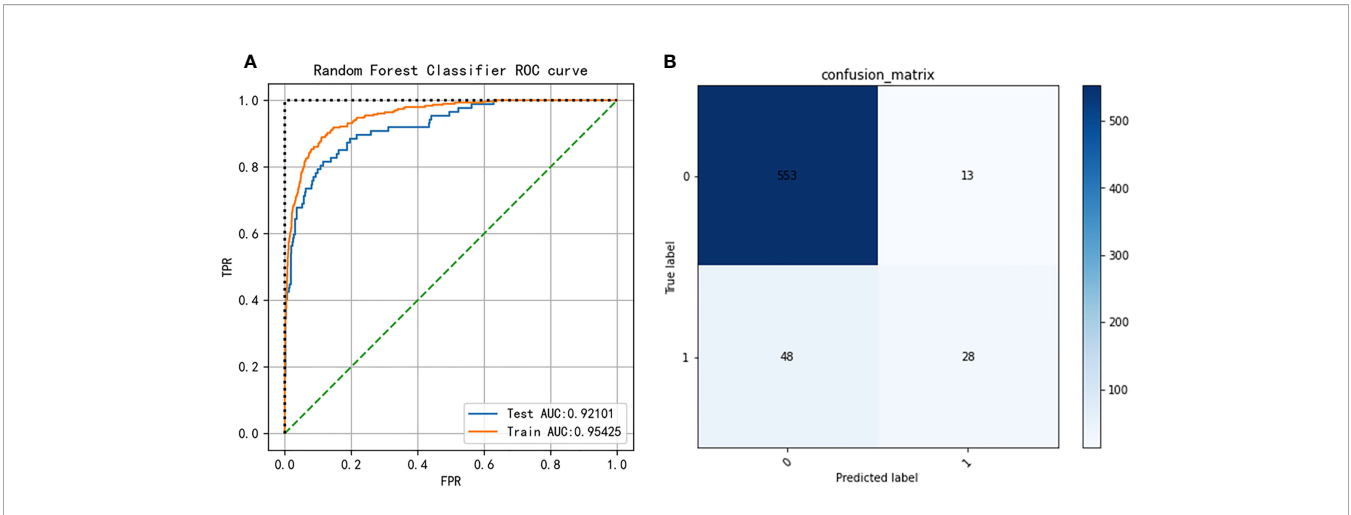 A
Random Forest Classifier ROC curve
1.0
0.8
0.6
0.4
0.2
0.0
TPR
0.0 0.2 0.4 0.6 0.8 1.0
FPR
Test AUC:0.92101
Train AUC:0.95425
B
confusion_matrix
True label
0
553 13
1
48 28
0 1
Predicted label
500
400
300
200
100